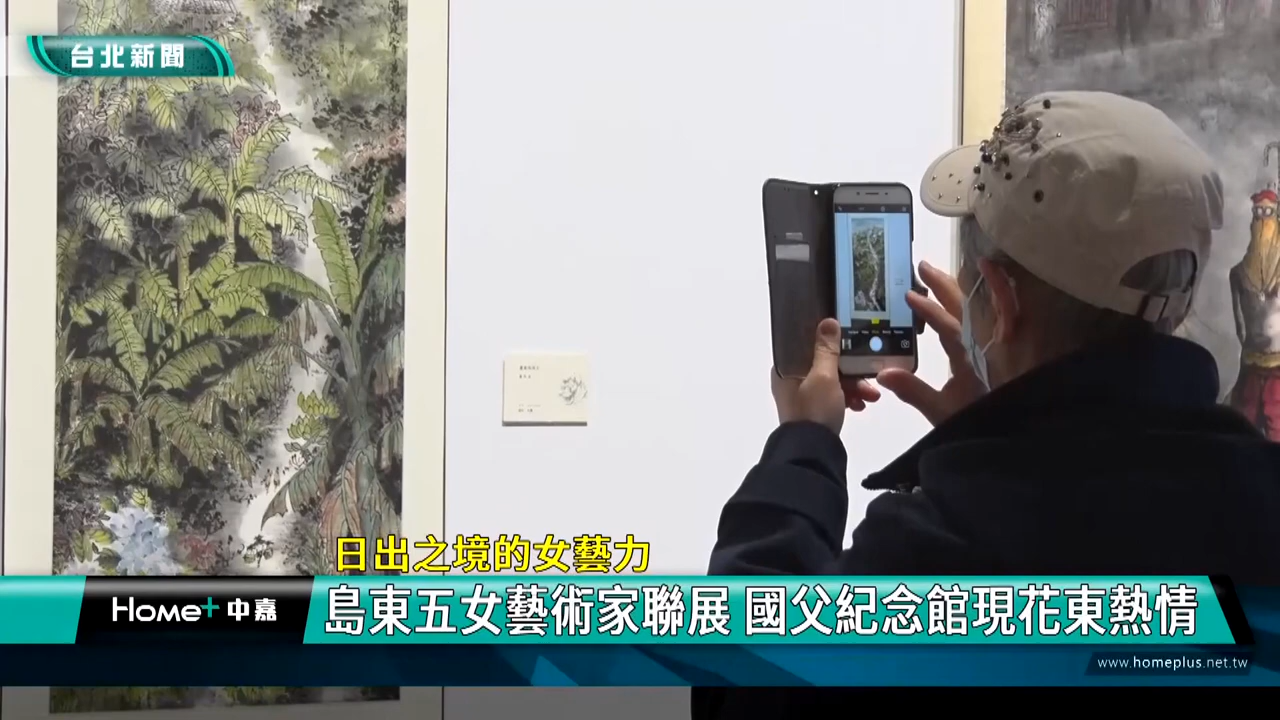 台北新聞
日出之境的女藝力
Home+中嘉
島東五女藝術家聯展 國父紀念館現花東熱情
www.homeplus.net.tw